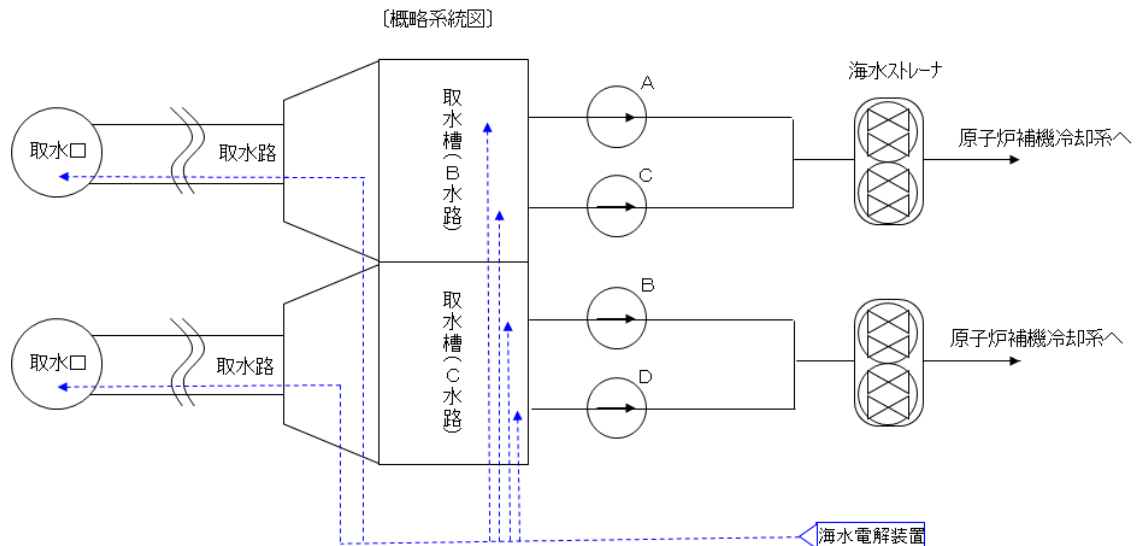 〔概略系統図〕
海水ストレーナ
A
取水槽(B水路)
取水口
取水路
原子炉補機冷却系へ
C
B
取水槽(C水路)
取水口
取水路
原子炉補機冷却系へ
D
海水電解装置